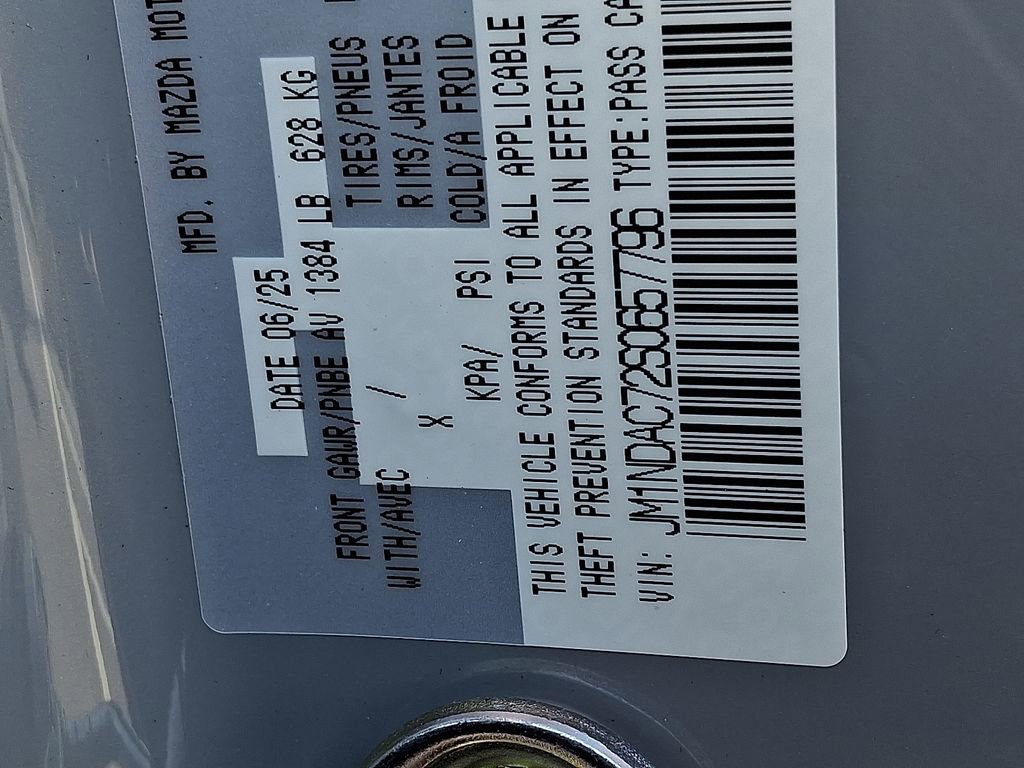 MFD. BY MAZDA MOT
DATE 06/25
FRONT GAWR/PNBE AV 1384 LB 628 KG
WITH/AVEC / TIRES/PNEUS
X RIMS/JANTES
KPA/ PSI COLD/A FROID
THIS VEHICLE CONFORMS TO ALL APPLICABLE
THEFT PREVENTION STANDARDS IN EFFECT ON
VIN: JM1NDAC72S0657796 TYPE:PASS CA